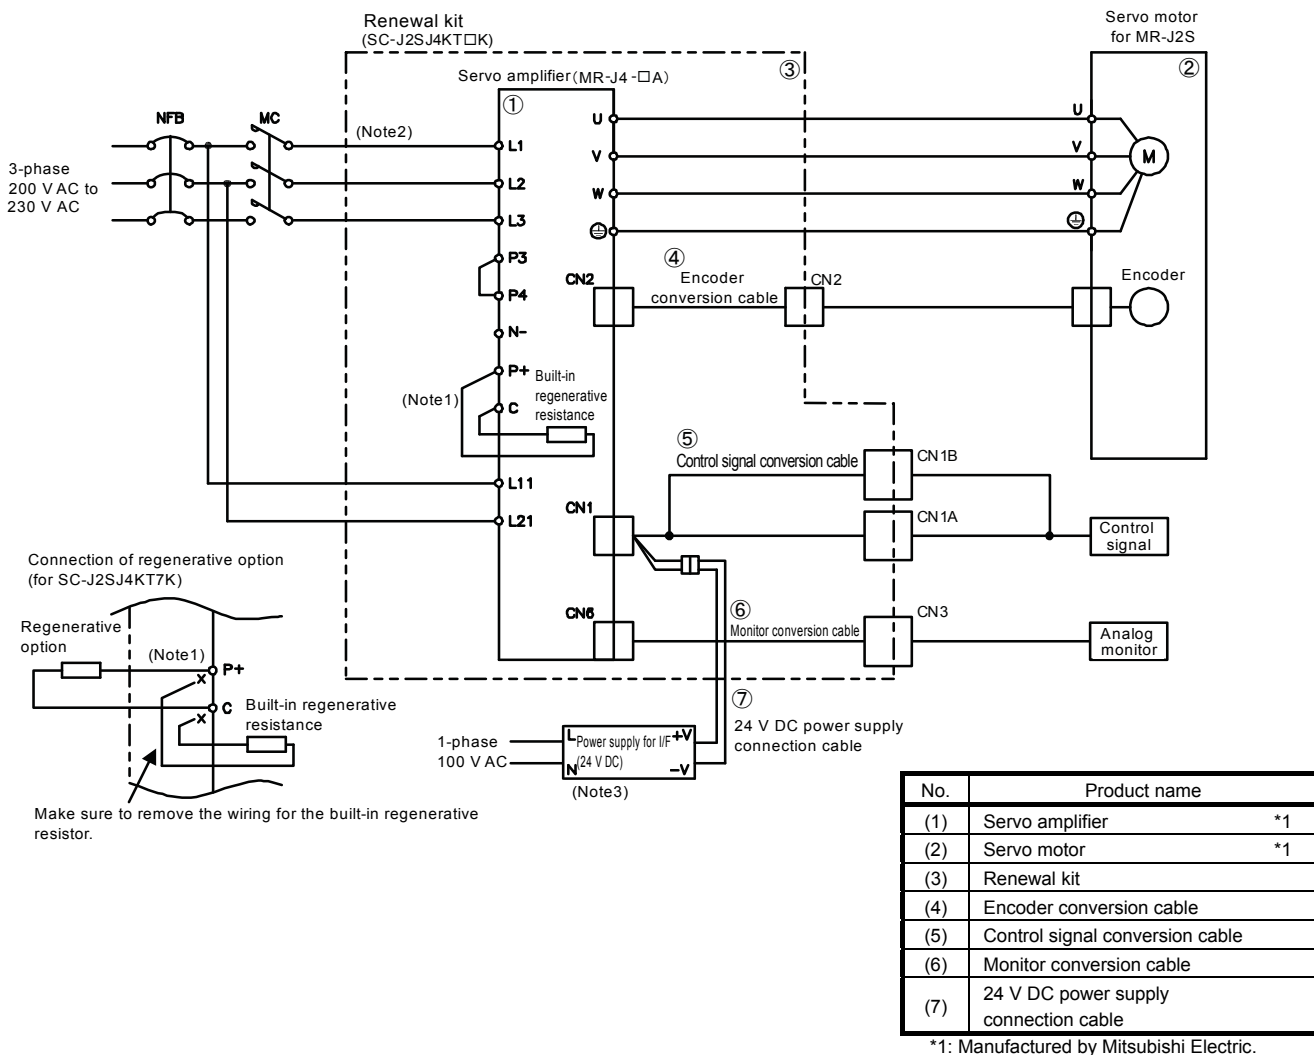 Renewal kit
(SC-J2SJ4KT□K)
Servo motor
for MR-J2S
③
②
Servo amplifier(MR-J4-□A)
①
NFB
MC
(Note2)
3-phase
200 V AC to
230 V AC
L1
L2
L3
P3
P4
N-
P+
C
L11
L21
(Note1)
Built-in
regenerative
resistance
U
V
W
U
V
W
M
CN2
④
Encoder
conversion cable
CN2
Encoder
⑤
Control signal conversion cable
CN1B
CN1
CN1A
Control
signal
CN6
⑥
Monitor conversion cable
CN3
Analog
monitor
⑦
24 V DC power supply
connection cable
1-phase
100 V AC
L
N
Power supply for I/F
(24 V DC)
+V
-V
(Note3)
Connection of regenerative option
(for SC-J2SJ4KT7K)
Regenerative
option
(Note1)
P+
C
Built-in regenerative
resistance
Make sure to remove the wiring for the built-in regenerative
resistor.
No. Product name
(1) Servo amplifier *1
(2) Servo motor *1
(3) Renewal kit
(4) Encoder conversion cable
(5) Control signal conversion cable
(6) Monitor conversion cable
(7) 24 V DC power supply
connection cable
*1: Manufactured by Mitsubishi Electric.